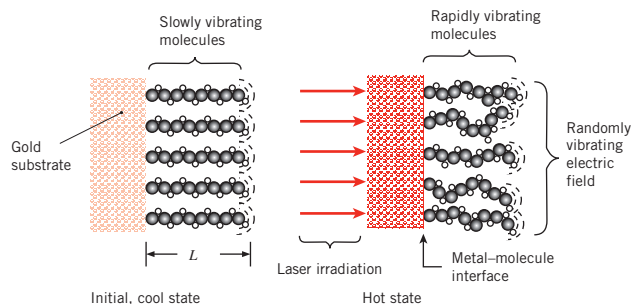 Slowly vibrating
molecules
Gold
substrate
L
Initial, cool state
Rapidly vibrating
molecules
Randomly
vibrating
electric
field
Laser irradiation
Metal–molecule
interface
Hot state